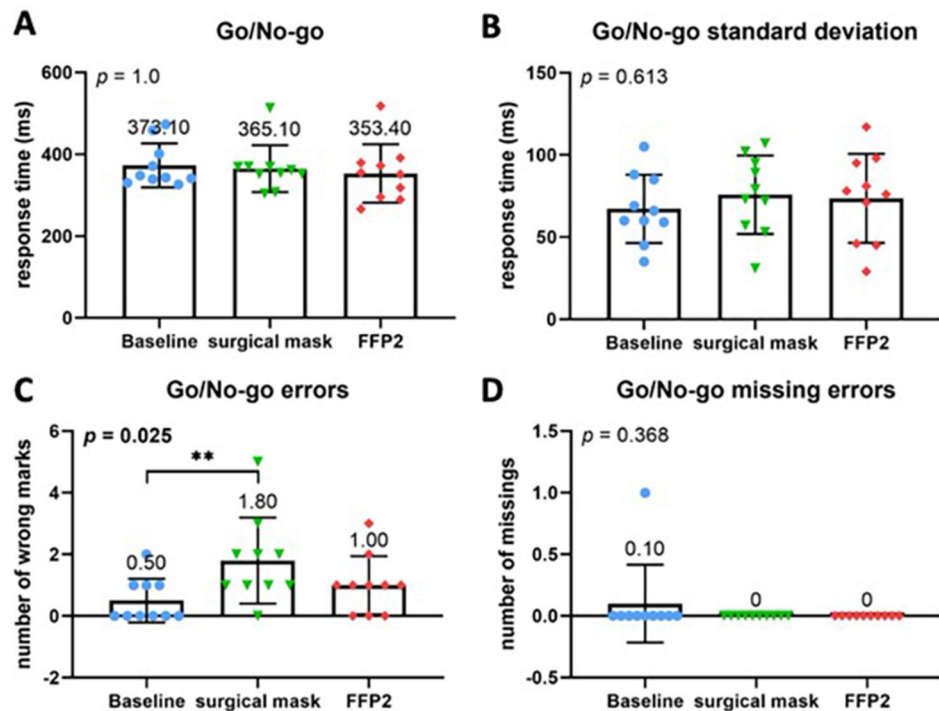 A
Go/No-go
p = 1.0
response time (ms)
600
400
200
0
373.10
365.10
353.40
Baseline surgical mask FFP2
B
Go/No-go standard deviation
p = 0.613
response time (ms)
150
100
50
0
Baseline surgical mask FFP2
C
Go/No-go errors
p = 0.025
**
number of wrong marks
6
4
2
0
-2
0.50
1.80
1.00
Baseline surgical mask FFP2
D
Go/No-go missing errors
p = 0.368
number of misssings
1.5
1.0
0.5
0.0
-0.5
0.10
0
0
Baseline surgical mask FFP2